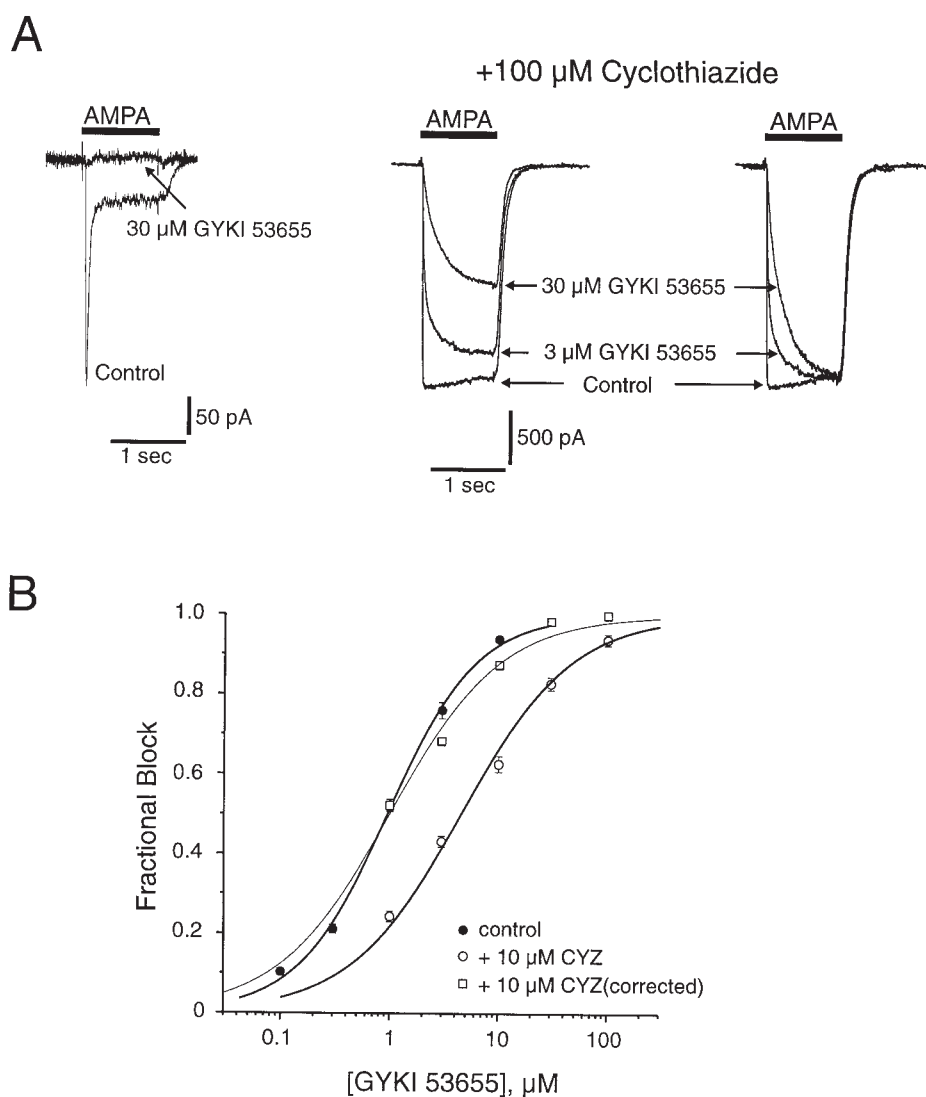 A
+100 µM Cyclothiazide
AMPA
AMPA
AMPA
30 µM GYKI 53655
30 µM GYKI 53655
3 µM GYKI 53655
Control
Control
50 pA
1 sec
500 pA
1 sec
B
1.0
0.8
0.6
0.4
0.2
0
Fractional Block
control
+ 10 µM CYZ
+ 10 µM CYZ(corrected)
0.1
1
10
100
[GYKI 53655], µM